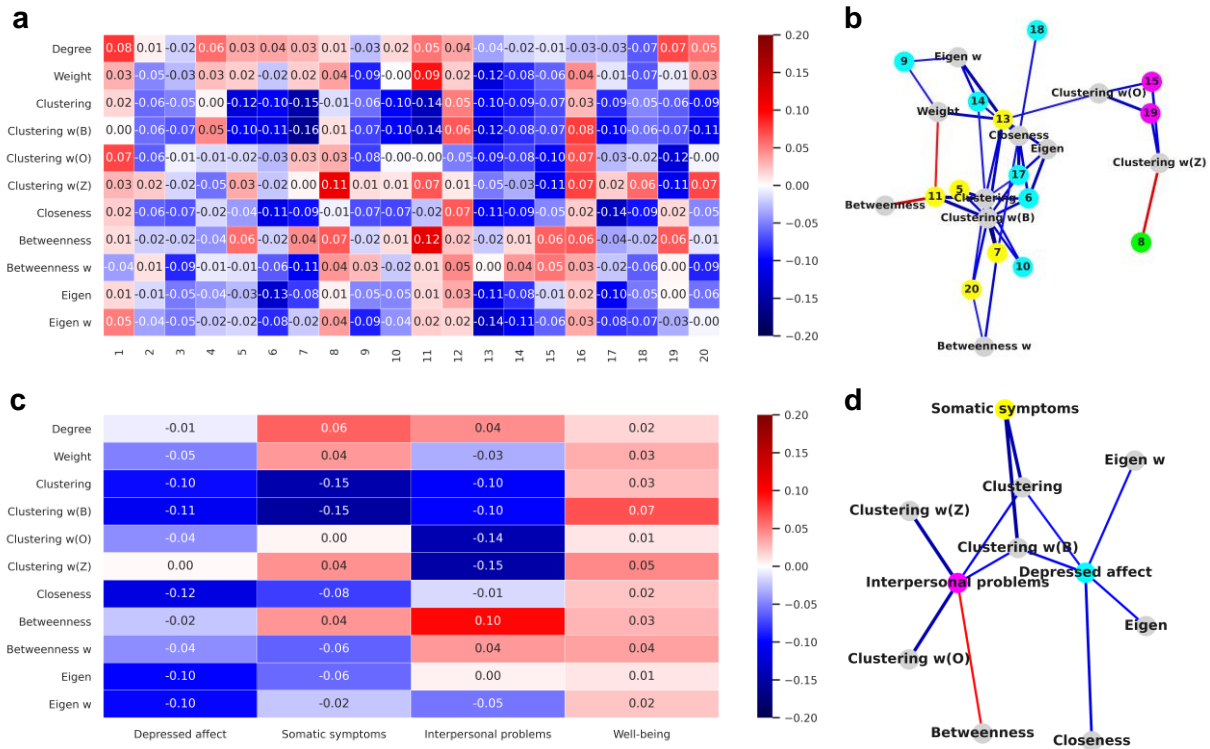 a
Degree 0.08 0.01 -0.02 0.06 0.03 0.04 0.03 0.01 -0.03 0.02 0.05 0.04 -0.04 -0.02 -0.01 -0.03 -0.03 -0.07 0.07 0.05
Weight 0.03 -0.05 -0.03 0.03 0.02 -0.02 0.02 0.04 -0.09 -0.00 0.09 0.02 -0.12 -0.08 -0.06 0.04 -0.01 -0.07 -0.01 0.03
Clustering 0.02 -0.06 -0.05 0.00 -0.12 -0.10 -0.15 -0.01 -0.06 -0.10 -0.14 0.05 -0.10 -0.09 -0.07 0.03 -0.09 -0.05 -0.06 -0.09
Clustering w(B) 0.00 -0.06 -0.07 0.05 -0.10 -0.11 -0.16 0.01 -0.07 -0.10 -0.14 0.06 -0.12 -0.08 -0.07 0.08 -0.10 -0.06 -0.07 -0.11
Clustering w(O) 0.07 -0.06 -0.01 -0.01 -0.02 -0.03 0.03 0.03 -0.08 -0.00 -0.00 -0.02 -0.09 -0.05 -0.10 0.07 -0.03 -0.02 -0.12 -0.00
Clustering w(Z) 0.03 0.02 -0.02 -0.05 0.03 -0.02 0.00 0.11 0.01 0.01 0.07 0.01 -0.05 -0.03 -0.11 0.07 0.02 0.06 -0.11 0.07
Closeness 0.02 -0.06 -0.07 -0.02 -0.04 -0.11 -0.09 -0.01 -0.07 -0.07 -0.02 0.07 -0.11 -0.09 -0.05 0.02 -0.14 -0.09 0.02 -0.05
Betweenness 0.01 -0.02 -0.02 -0.04 0.06 -0.02 0.04 0.07 -0.02 0.01 0.12 0.02 -0.02 0.01 0.06 0.06 -0.04 -0.02 0.06 -0.01
Betweenness w -0.04 0.01 -0.09 -0.01 -0.06 -0.07 -0.11 0.04 0.03 -0.02 0.01 0.05 0.00 0.04 0.05 0.03 -0.02 -0.04 0.00 -0.09
Eigen 0.01 -0.01 -0.05 -0.04 -0.03 -0.13 -0.08 0.01 -0.05 -0.05 0.01 0.03 -0.11 -0.08 -0.01 0.02 -0.10 -0.05 0.00 -0.06
Eigen w 0.05 -0.04 -0.05 -0.02 -0.02 -0.08 -0.02 0.04 -0.09 -0.04 0.02 0.02 -0.14 -0.11 -0.06 0.03 -0.08 -0.07 -0.03 -0.00
1 2 3 4 5 6 7 8 9 10 11 12 13 14 15 16 17 18 19 20
0.20
0.15
0.10
0.05
0.00
−0.05
−0.10
−0.15
−0.20
b
18
Eigen w
9
15
Clustering w(O)
14
Weight
13
19
Closeness
Eigen
Clustering w(Z)
17
5
11
Clustering
6
Betweenness
Clustering w(B)
8
7
10
20
Betweenness w
c
Degree -0.01 0.06 0.04 0.02
Weight -0.05 0.04 -0.03 0.03
Clustering -0.10 -0.15 -0.10 0.03
Clustering w(B) -0.11 -0.15 -0.10 0.07
Clustering w(O) -0.04 0.00 -0.14 0.01
Clustering w(Z) 0.00 0.04 -0.15 0.05
Closeness -0.12 -0.08 -0.01 0.02
Betweenness -0.02 0.04 0.10 0.03
Betweenness w -0.04 -0.06 0.04 0.04
Eigen -0.10 -0.06 0.00 0.01
Eigen w -0.10 -0.02 -0.05 0.02
Depressed affect Somatic symptoms Interpersonal problems Well-being
0.20
0.15
0.10
0.05
0.00
−0.05
−0.10
−0.15
−0.20
d
Somatic symptoms
Eigen w
Clustering
Clustering w(Z)
Clustering w(B)
Depressed affect
Interpersonal problems
Eigen
Clustering w(O)
Betweenness
Closeness